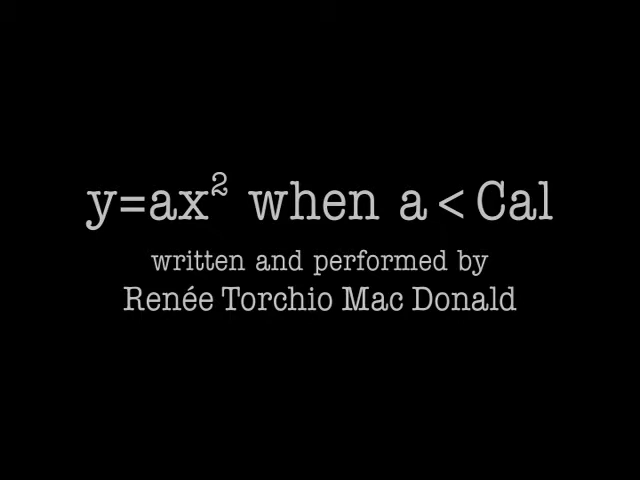 y=ax² when a < Cal
written and performed by
Renée Torchio Mac Donald